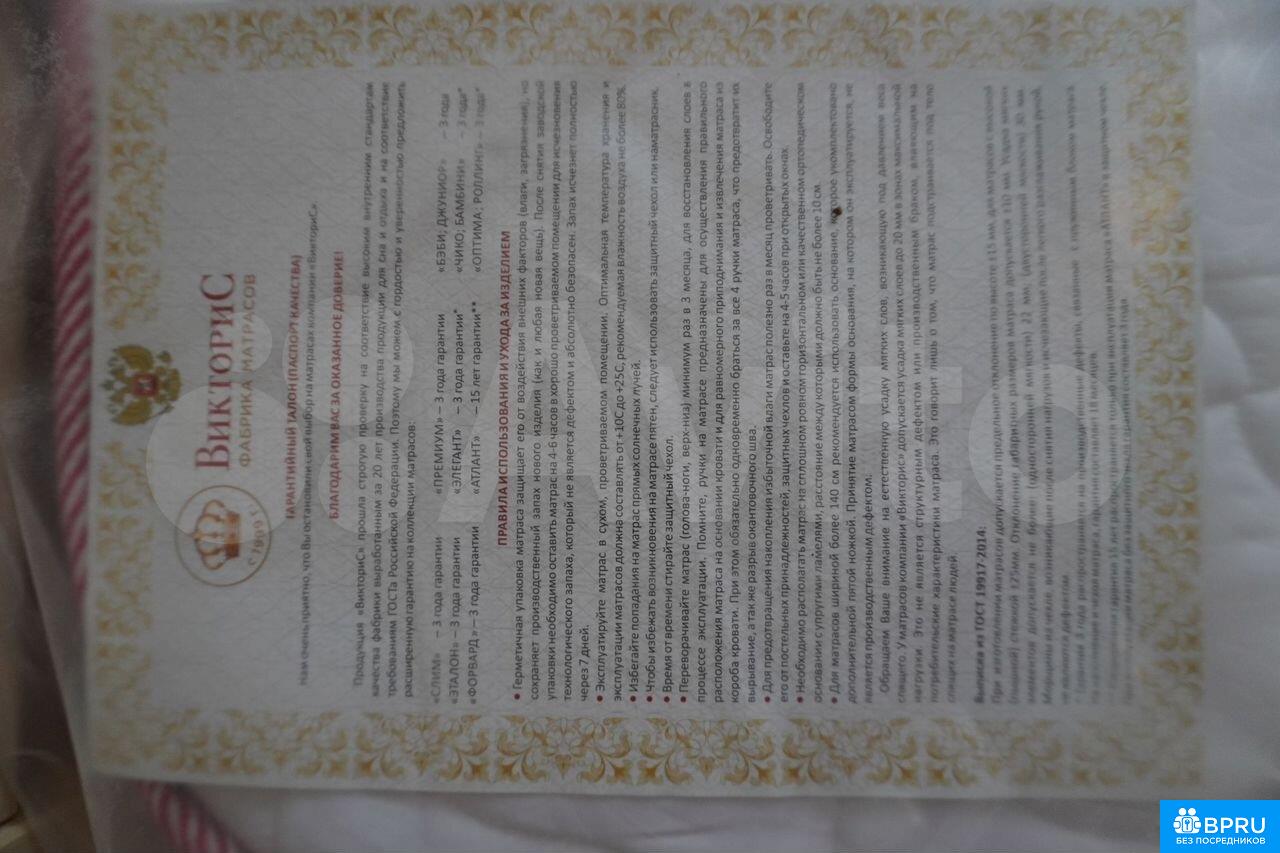 ВИКТОРИС
ФАБРИКА МАТРАСОВ
С 1999 Г.
ГАРАНТИЙНЫЙ ТАЛОН (ПАСПОРТ КАЧЕСТВА)
Нам очень приятно, что Вы остановили свой выбор на матрасах компании «ВикториС».
БЛАГОДАРИМ ВАС ЗА ОКАЗАННОЕ ДОВЕРИЕ!
Продукция «Викторис» прошла строгую проверку на соответствие высоким внутренним стандартам
качества фабрики выработанным за 20 лет производства продукции для сна и отдыха и на соответствие
требованиям ГОСТа Российской Федерации. Поэтому мы можем с гордостью и уверенностью предложить
расширенную гарантию на коллекции матрасов:
«СЛИМ» – 3 года гарантии «ПРЕМИУМ» – 3 года гарантии «БЭБИ; ДЖУНИОР» – 3 года
«ЭТАЛОН» – 3 года гарантии «ЭЛЕГАНТ» – 3 года гарантии* «ЧИКО; БАМБИНИ» – 3 года*
«ФОРВАРД» – 3 года гарантии «АТЛАНТ» – 15 лет гарантии** «ОПТИМА; РОЛЛИНГ» – 3 года*
ПРАВИЛА ИСПОЛЬЗОВАНИЯ И УХОДА ЗА ИЗДЕЛИЕМ
• Герметичная упаковка матраса защищает его от воздействия внешних факторов (влаги, загрязнения), но
сохраняет производственный запах нового изделия (как и любая новая вещь). После снятия заводской
упаковки необходимо оставить матрас на 4-6 часов в хорошо проветриваемом помещении для исчезновения
технологического запаха, который не является дефектом и абсолютно безопасен. Запах исчезнет полностью
через 7 дней.
• Эксплуатируйте матрас в сухом, проветриваемом помещении. Оптимальная температура хранения и
эксплуатации матрасов должна составлять от +10С до +25С, рекомендуемая влажность воздуха не более 80%.
• Избегайте попадания на матрас прямых солнечных лучей.
• Чтобы избежать возникновения на матрасе пятен, следует использовать защитный чехол или наматрасник.
• Время от времени стирайте защитный чехол.
• Переворачивайте матрас (голова-ноги, верх-низ) минимум раз в 3 месяца, для восстановления слоев в
процессе эксплуатации. Помните, ручки на матрасе предназначены для осуществления правильного
расположения матраса на основании кровати и для равномерного приподнимания и извлечения матраса из
короба кровати. При этом обязательно одновременно браться за все 4 ручки матраса, что предотвратит их
вырывание, а также разрыв окантовочного шва.
• Для предотвращения накопления избыточной влаги матрас полезно раз в месяц проветривать. Освободите
его от постельных принадлежностей, защитных чехлов и оставьте на 4-5 часов при открытых окнах.
• Необходимо располагать матрас на сплошном ровном горизонтальном или качественном ортопедическом
основании с упругими ламелями, расстояние между которыми должно быть не более 10 см.
• Для матрасов шириной более 140 см рекомендуется использовать основание, которое укомплектовано
дополнительной пятой ножкой. Принятие матрасом формы основания, на котором он эксплуатируется, не
является производственным дефектом.
Обращаем Ваше внимание на естественную усадку мягких слоев, возникающую под давлением веса
спящего. У матрасов компании «Викторис» допускается усадка мягких слоев до 20 мм в зонах максимальной
нагрузки. Это не является структурным дефектом или производственным браком, влияющим на
потребительские характеристики матраса. Это говорит лишь о том, что матрас подстраивается под тело
спящих на матрасе людей.
Выписка из ГОСТ 19917-2014:
При изготовлении матрасов допускается предельное отклонение по высоте ±15 мм, для матросов с высокой
BPRU
БЕЗ ПОСРЕДНИКОВ